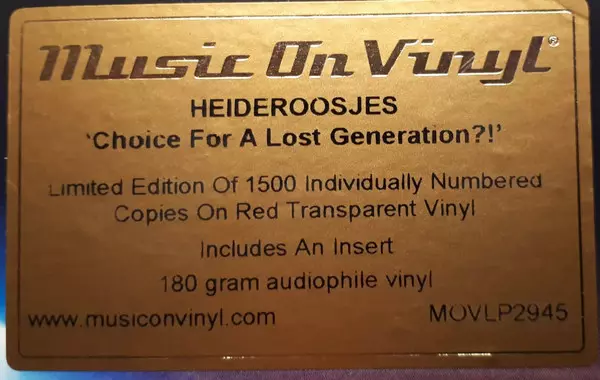 Music On Vinyl®
HEIDEROOSJES
'Choice For A Lost Generation?!'
Limited Edition Of 1500 Individually Numbered
Copies On Red Transparent Vinyl
Includes An Insert
180 gram audiophile vinyl
www.musiconvinyl.com MOVLP2945